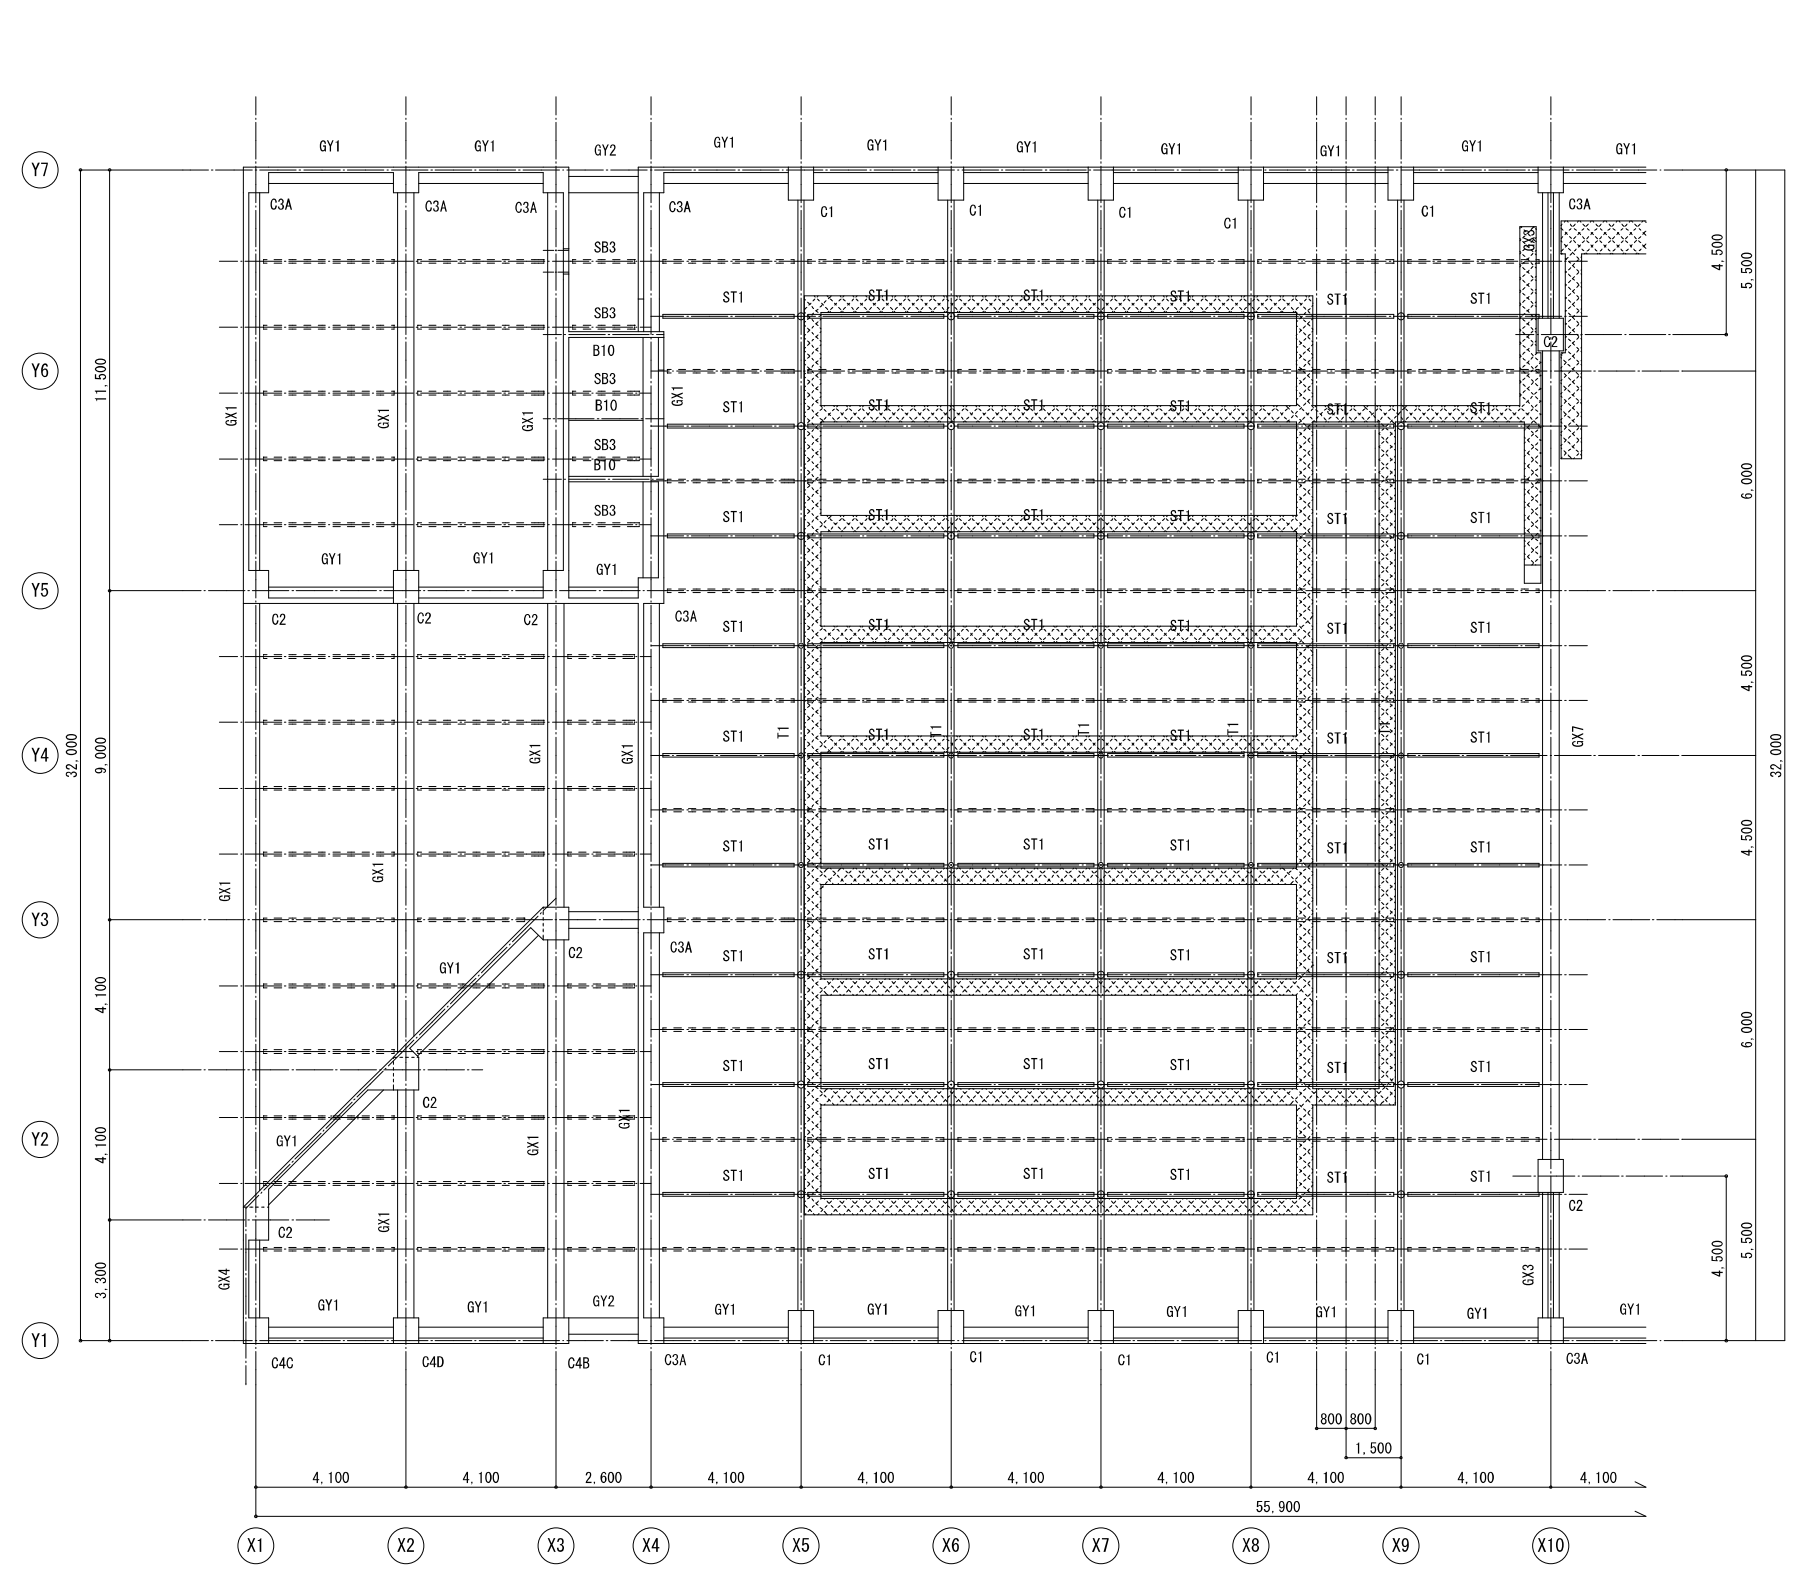 GY1 GY1 GY2 GY1 GY1 GY1 GY1 GY1 GY1 GY1
Y7
C3A C3A C3A C3A C1 C1 C1 C1 C1 C3A
GX3 4,500 5,500
SB3
ST1 ST1 ST1 ST1 ST1 ST1
SB3
B10 C2
Y6
11,500
SB3
GX1 GX1 GX1 GX1
B10 ST1 ST1 ST1 ST1 ST1 ST1
SB3
B10
6,000
SB3 ST1 ST1 ST1 ST1 ST1 ST1
GY1 GY1 GY1
Y5
C2 C2 C2 C3A
ST1 ST1 ST1 ST1 ST1 ST1
4,500
T1 T1 T1 T1 T1
ST1 ST1 ST1 ST1 ST1 ST1
GX7
Y4
32,000 9,000 GX1 GX1 32,000
4,500
ST1 ST1 ST1 ST1 ST1 ST1
GX1 GX1
Y3
C2 C3A
ST1 ST1 ST1 ST1 ST1 ST1
GY1
4,100
6,000
ST1 ST1 ST1 ST1 ST1 ST1
C2
GX1 GX1
Y2
4,100
GY1
ST1 ST1 ST1 ST1 ST1 ST1
C2
GX1
C2
4,500 5,500
3,300 GX4 GX3
GY1 GY1 GY2 GY1 GY1 GY1 GY1 GY1 GY1 GY1
Y1
C4C C4D C4B C3A C1 C1 C1 C1 C1 C3A
800 800
1,500
4,100 4,100 2,600 4,100 4,100 4,100 4,100 4,100 4,100 4,100
55,900
X1 X2 X3 X4 X5 X6 X7 X8 X9 X10